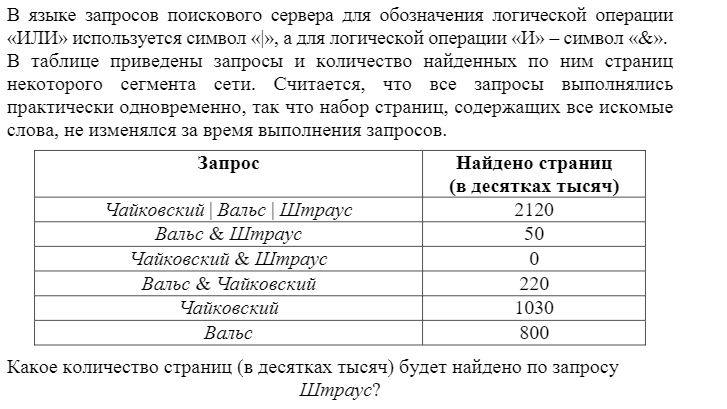 В языке запросов поискового сервера для обозначения логической операции
«ИЛИ» используется символ «|», а для логической операции «И» – символ «&».
В таблице приведены запросы и количество найденных по ним страниц
некоторого сегмента сети. Считается, что все запросы выполнялись
практически одновременно, так что набор страниц, содержащих все искомые
слова, не изменялся за время выполнения запросов.
Запрос Найдено страниц
(в десятках тысяч)
Чайковский | Вальс | Штраус 2120
Вальс & Штраус 50
Чайковский & Штраус 0
Вальс & Чайковский 220
Чайковский 1030
Вальс 800
Какое количество страниц (в десятках тысяч) будет найдено по запросу
Штраус?